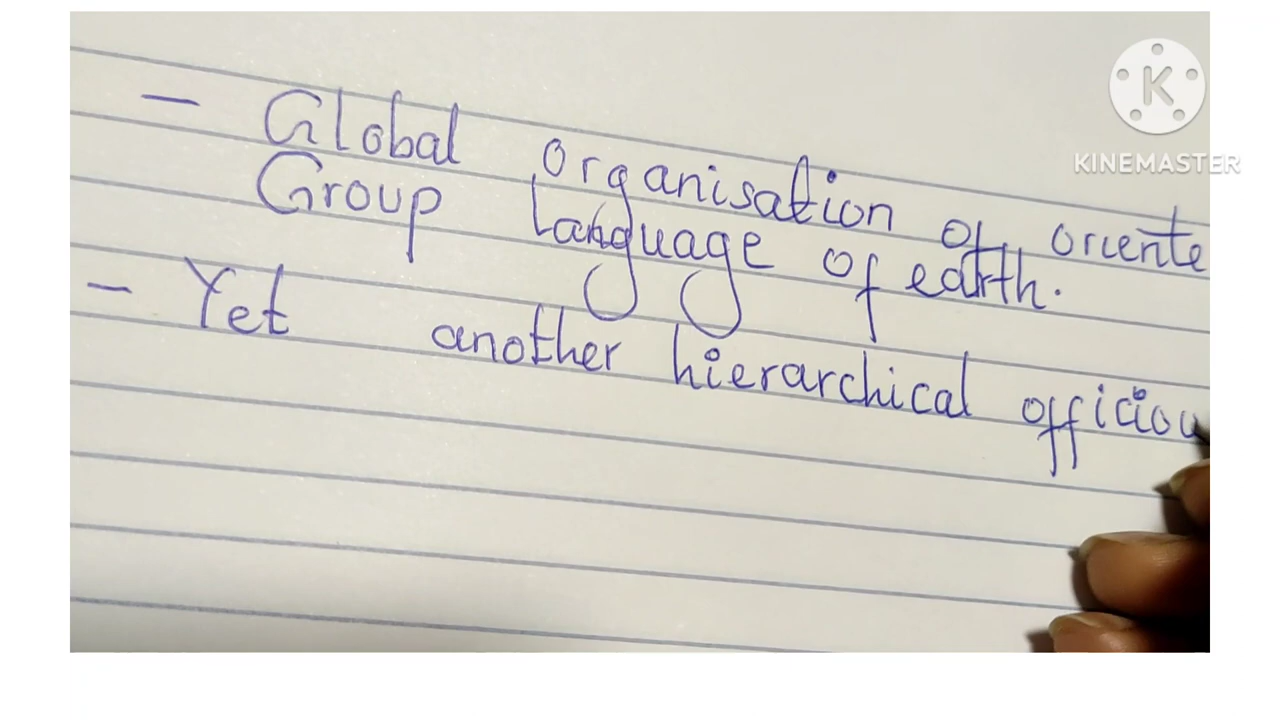 - Global organisation of oriente
Group language of earth.
- Yet another hierarchical officiou
K
KINEMASTER